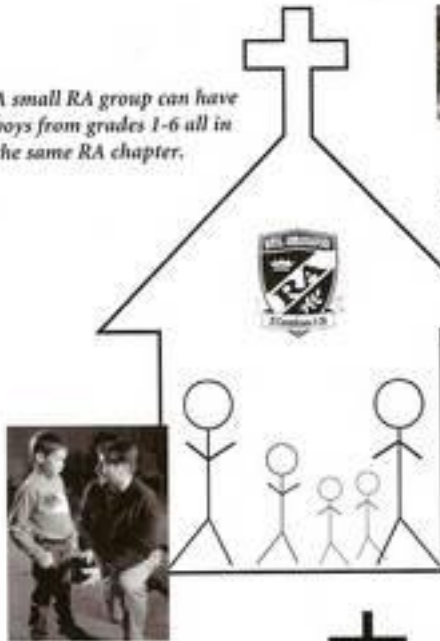 A small RA group can have
boys from grades 1-6 all in
the same RA chapter.
RA